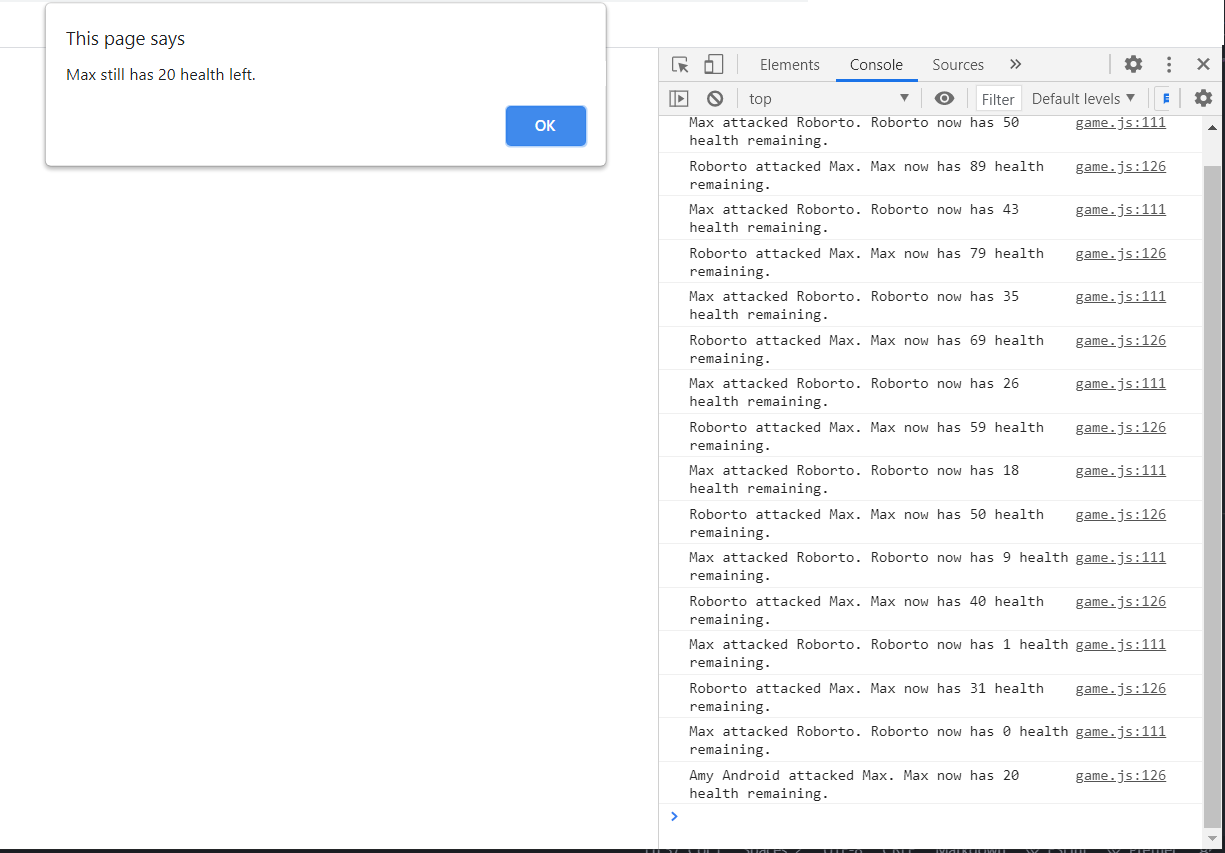 This page says
Max still has 20 health left.
OK
Elements Console Sources
top Filter Default levels
Max attacked Roborto. Roborto now has 50 game.js:111
health remaining.
Roborto attacked Max. Max now has 89 health game.js:126
remaining.
Max attacked Roborto. Roborto now has 43 game.js:111
health remaining.
Roborto attacked Max. Max now has 79 health game.js:126
remaining.
Max attacked Roborto. Roborto now has 35 game.js:111
health remaining.
Roborto attacked Max. Max now has 69 health game.js:126
remaining.
Max attacked Roborto. Roborto now has 26 game.js:111
health remaining.
Roborto attacked Max. Max now has 59 health game.js:126
remaining.
Max attacked Roborto. Roborto now has 18 game.js:111
health remaining.
Roborto attacked Max. Max now has 50 health game.js:126
remaining.
Max attacked Roborto. Roborto now has 9 health game.js:111
remaining.
Roborto attacked Max. Max now has 40 health game.js:126
remaining.
Max attacked Roborto. Roborto now has 1 health game.js:111
remaining.
Roborto attacked Max. Max now has 31 health game.js:126
remaining.
Max attacked Roborto. Roborto now has 0 health game.js:111
remaining.
Amy Android attacked Max. Max now has 20 game.js:126
health remaining.